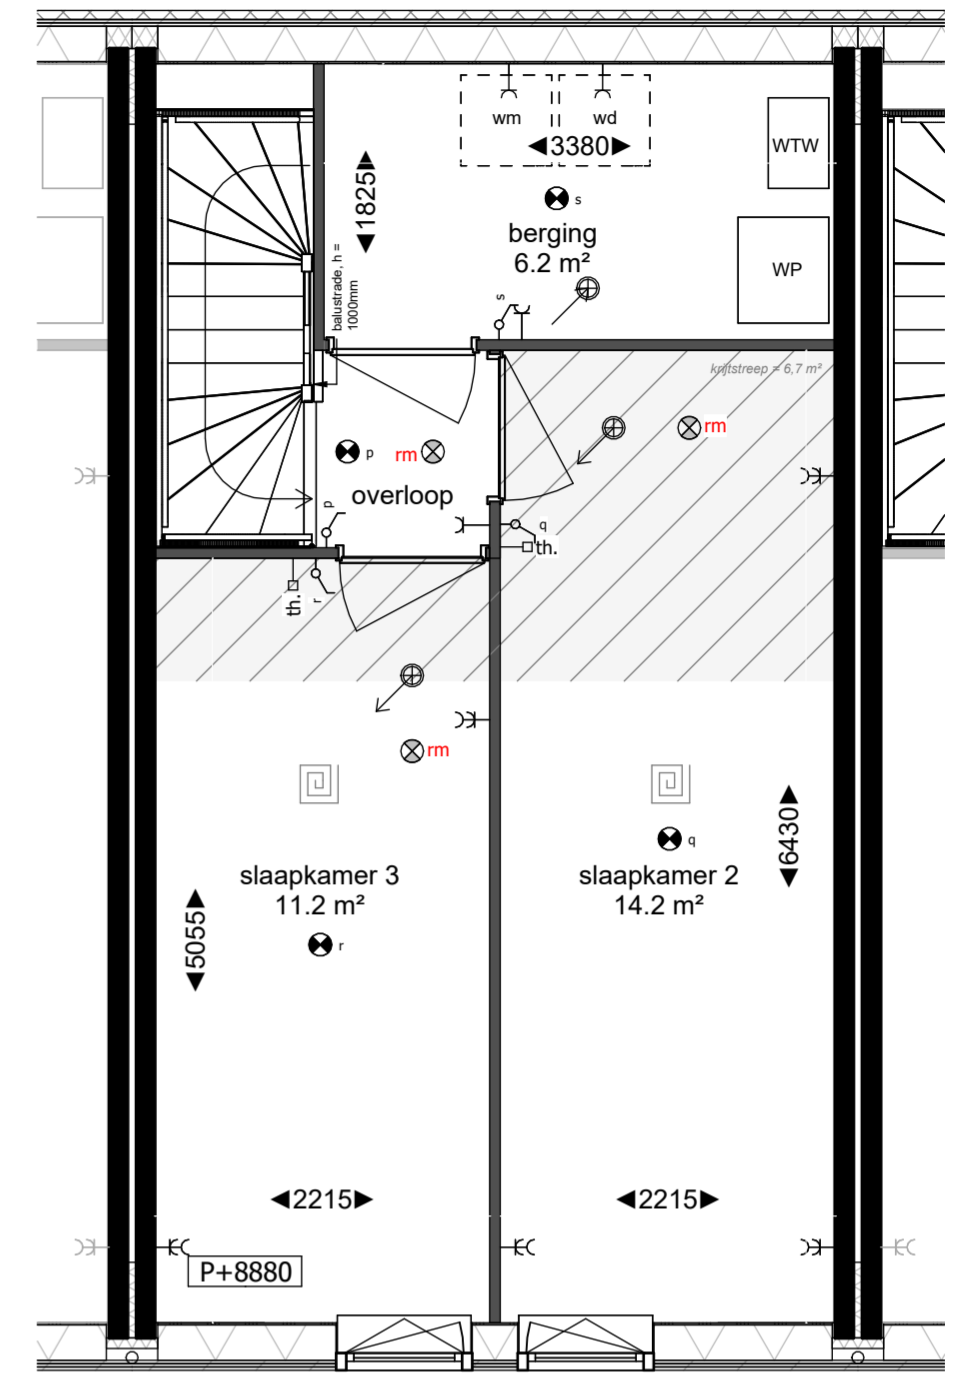 wm
wd
3380
WTW
1825
s
berging
6.2 m²
WP
balustrade, h =
1000mm
s
krijtstreep = 6,7 m²
rm
p
rm
overloop
p
q
th.
th.
r
rm
6430
q
slaapkamer 3
11.2 m²
slaapkamer 2
14.2 m²
5055
r
2215
2215
P+8880